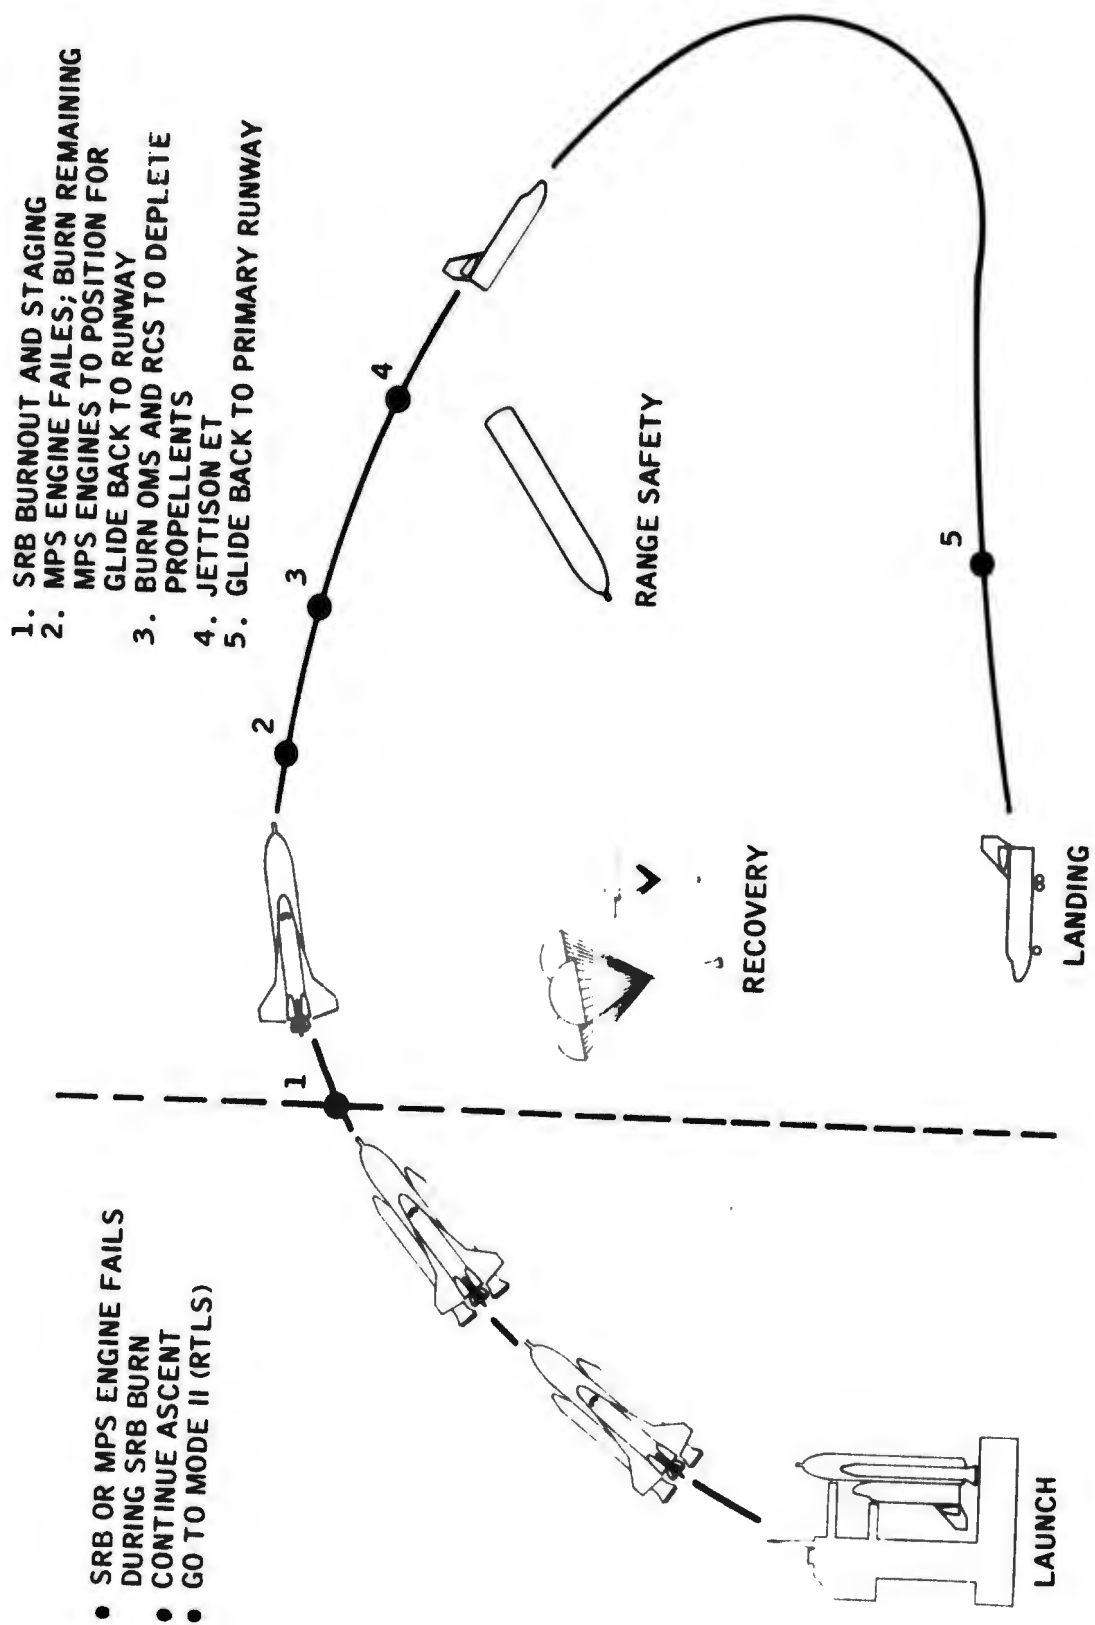 • SRB OR MPS ENGINE FAILS
DURING SRB BURN
• CONTINUE ASCENT
• GO TO MODE II (RTLS)
1. SRB BURNOUT AND STAGING
2. MPS ENGINE FAILES; BURN REMAINING
MPS ENGINES TO POSITION FOR
GLIDE BACK TO RUNWAY
3. BURN OMS AND RCS TO DEPLETE
PROPELLENTS
4. JETTISON ET
5. GLIDE BACK TO PRIMARY RUNWAY
1
2
3
4
RANGE SAFETY
RECOVERY
5
LAUNCH
LANDING